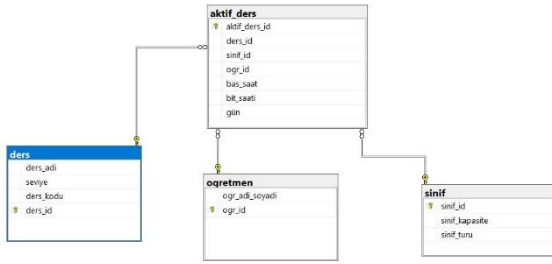 aktif_ders
aktif_ders_id
ders_id
sinif_id
ogr_id
bas_saat
bit_saati
gün
ders
ders_adi
seviye
ders_kodu
ders_id
ogretmen
ogr_adi_soyadi
ogr_id
sinif
sinif_id
sinif_kapasite
sinif_turu